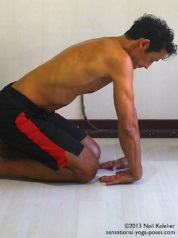 ©2013 Neil Keleher
sensational-yoga-poses.com